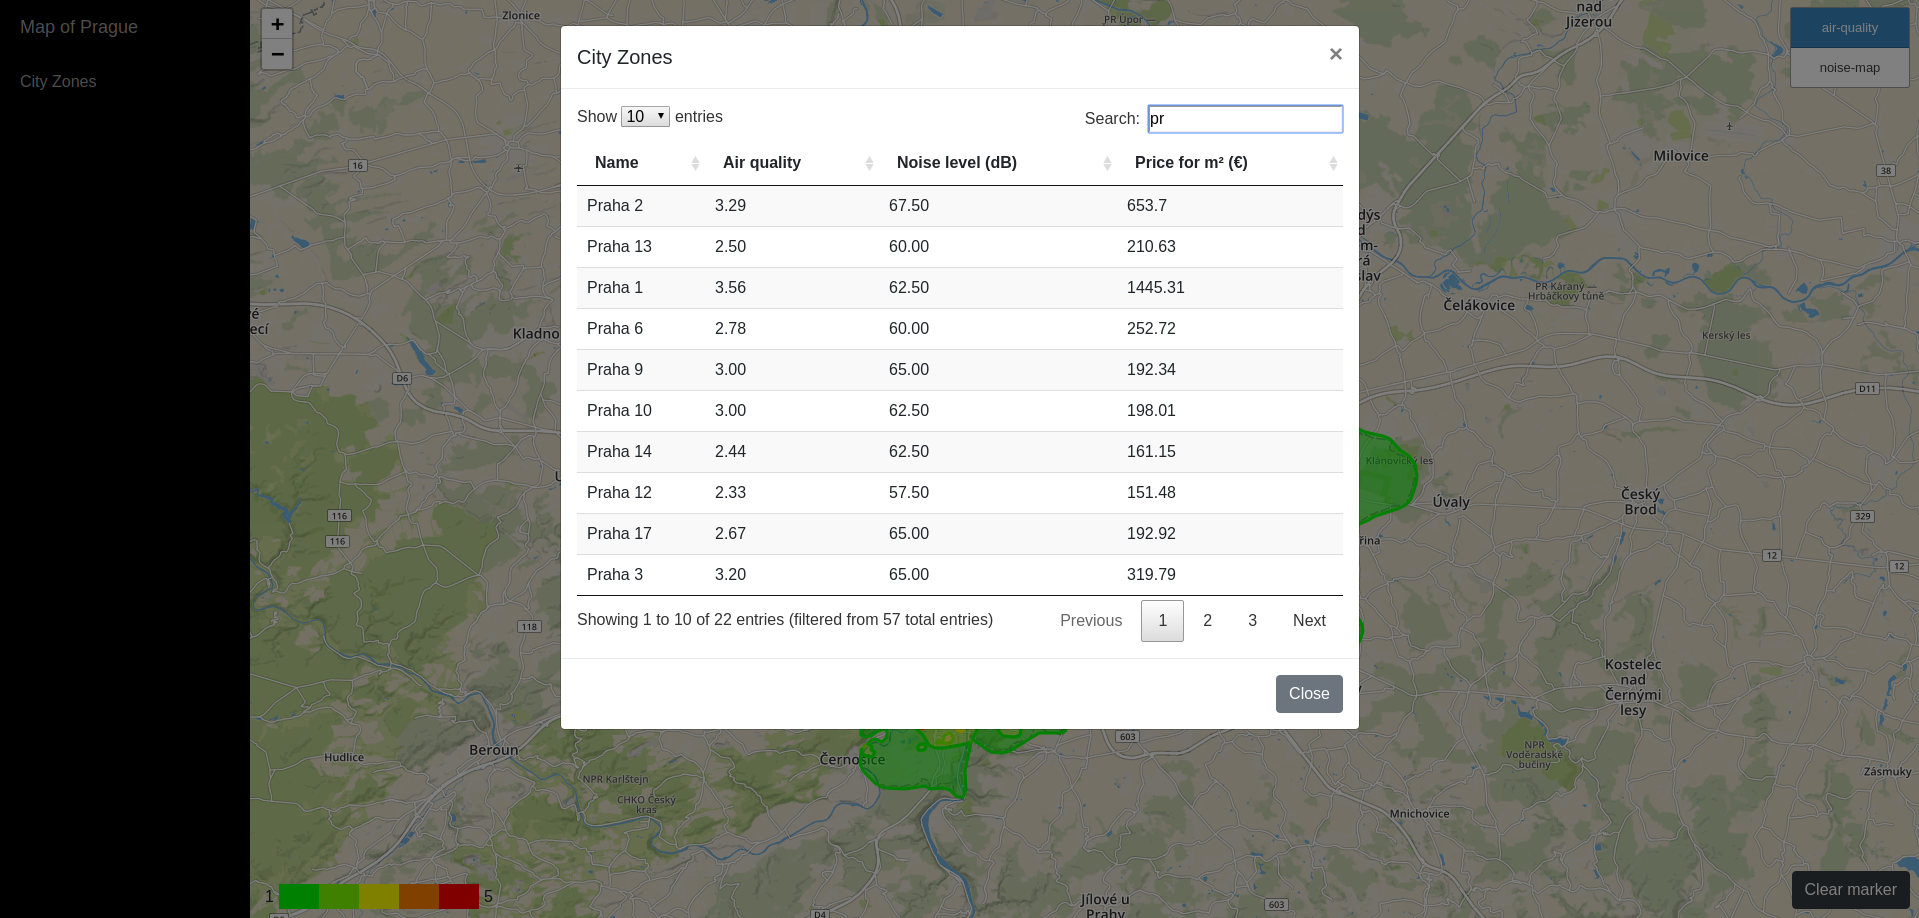 Map of Prague
City Zones
+
−
air-quality
noise-map
City Zones
×
Show 10 entries
Search: pr
Name Air quality Noise level (dB) Price for m² (€)
Praha 2 3.29 67.50 653.7
Praha 13 2.50 60.00 210.63
Praha 1 3.56 62.50 1445.31
Praha 6 2.78 60.00 252.72
Praha 9 3.00 65.00 192.34
Praha 10 3.00 62.50 198.01
Praha 14 2.44 62.50 161.15
Praha 12 2.33 57.50 151.48
Praha 17 2.67 65.00 192.92
Praha 3 3.20 65.00 319.79
Showing 1 to 10 of 22 entries (filtered from 57 total entries)
Previous 1 2 3 Next
Close
Zlonice
PR Úpor —
nad
Jizerou
16
Milovice
38
Čelákovice
PR Káraný —
Hrbáčkovy tůně
Kladno
Kerský les
D6
D11
Klánovický les
Úvaly
Český
Brod
116
116
329
12
12
118
Kostelec
nad
Černými
lesy
603
Beroun
Hudlice
Černošice
NPR Karlštejn
CHKO Český
kras
NPR
Voděradské
bučiny
Zásmuky
Mnichovice
Jílové u
Prahy
603
D4
1 5
Clear marker